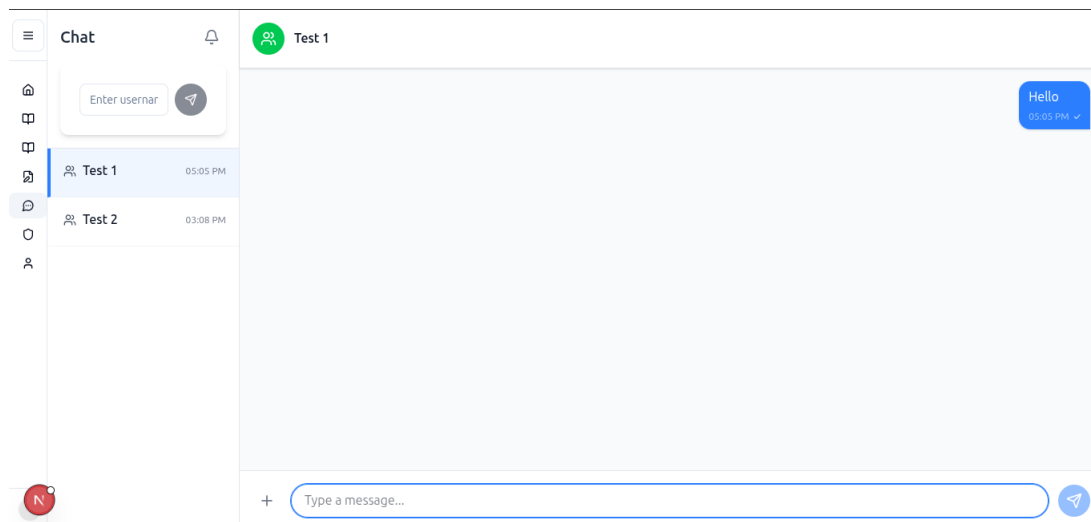 Chat
Enter usernar
Test 1
05:05 PM
Test 2
03:08 PM
N
Test 1
Hello
05:05 PM
Type a message...